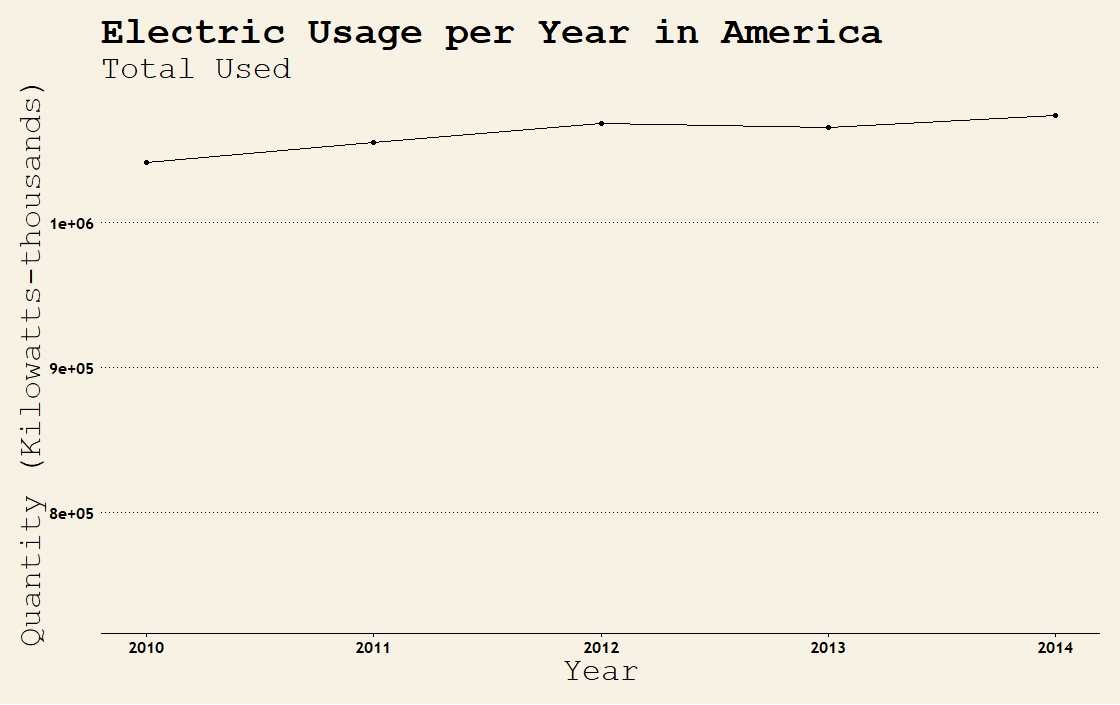 Electric Usage per Year in America
Total Used
Quantity (Kilowatts-thousands)
1e+06
9e+05
8e+05
2010 2011 2012 2013 2014
Year